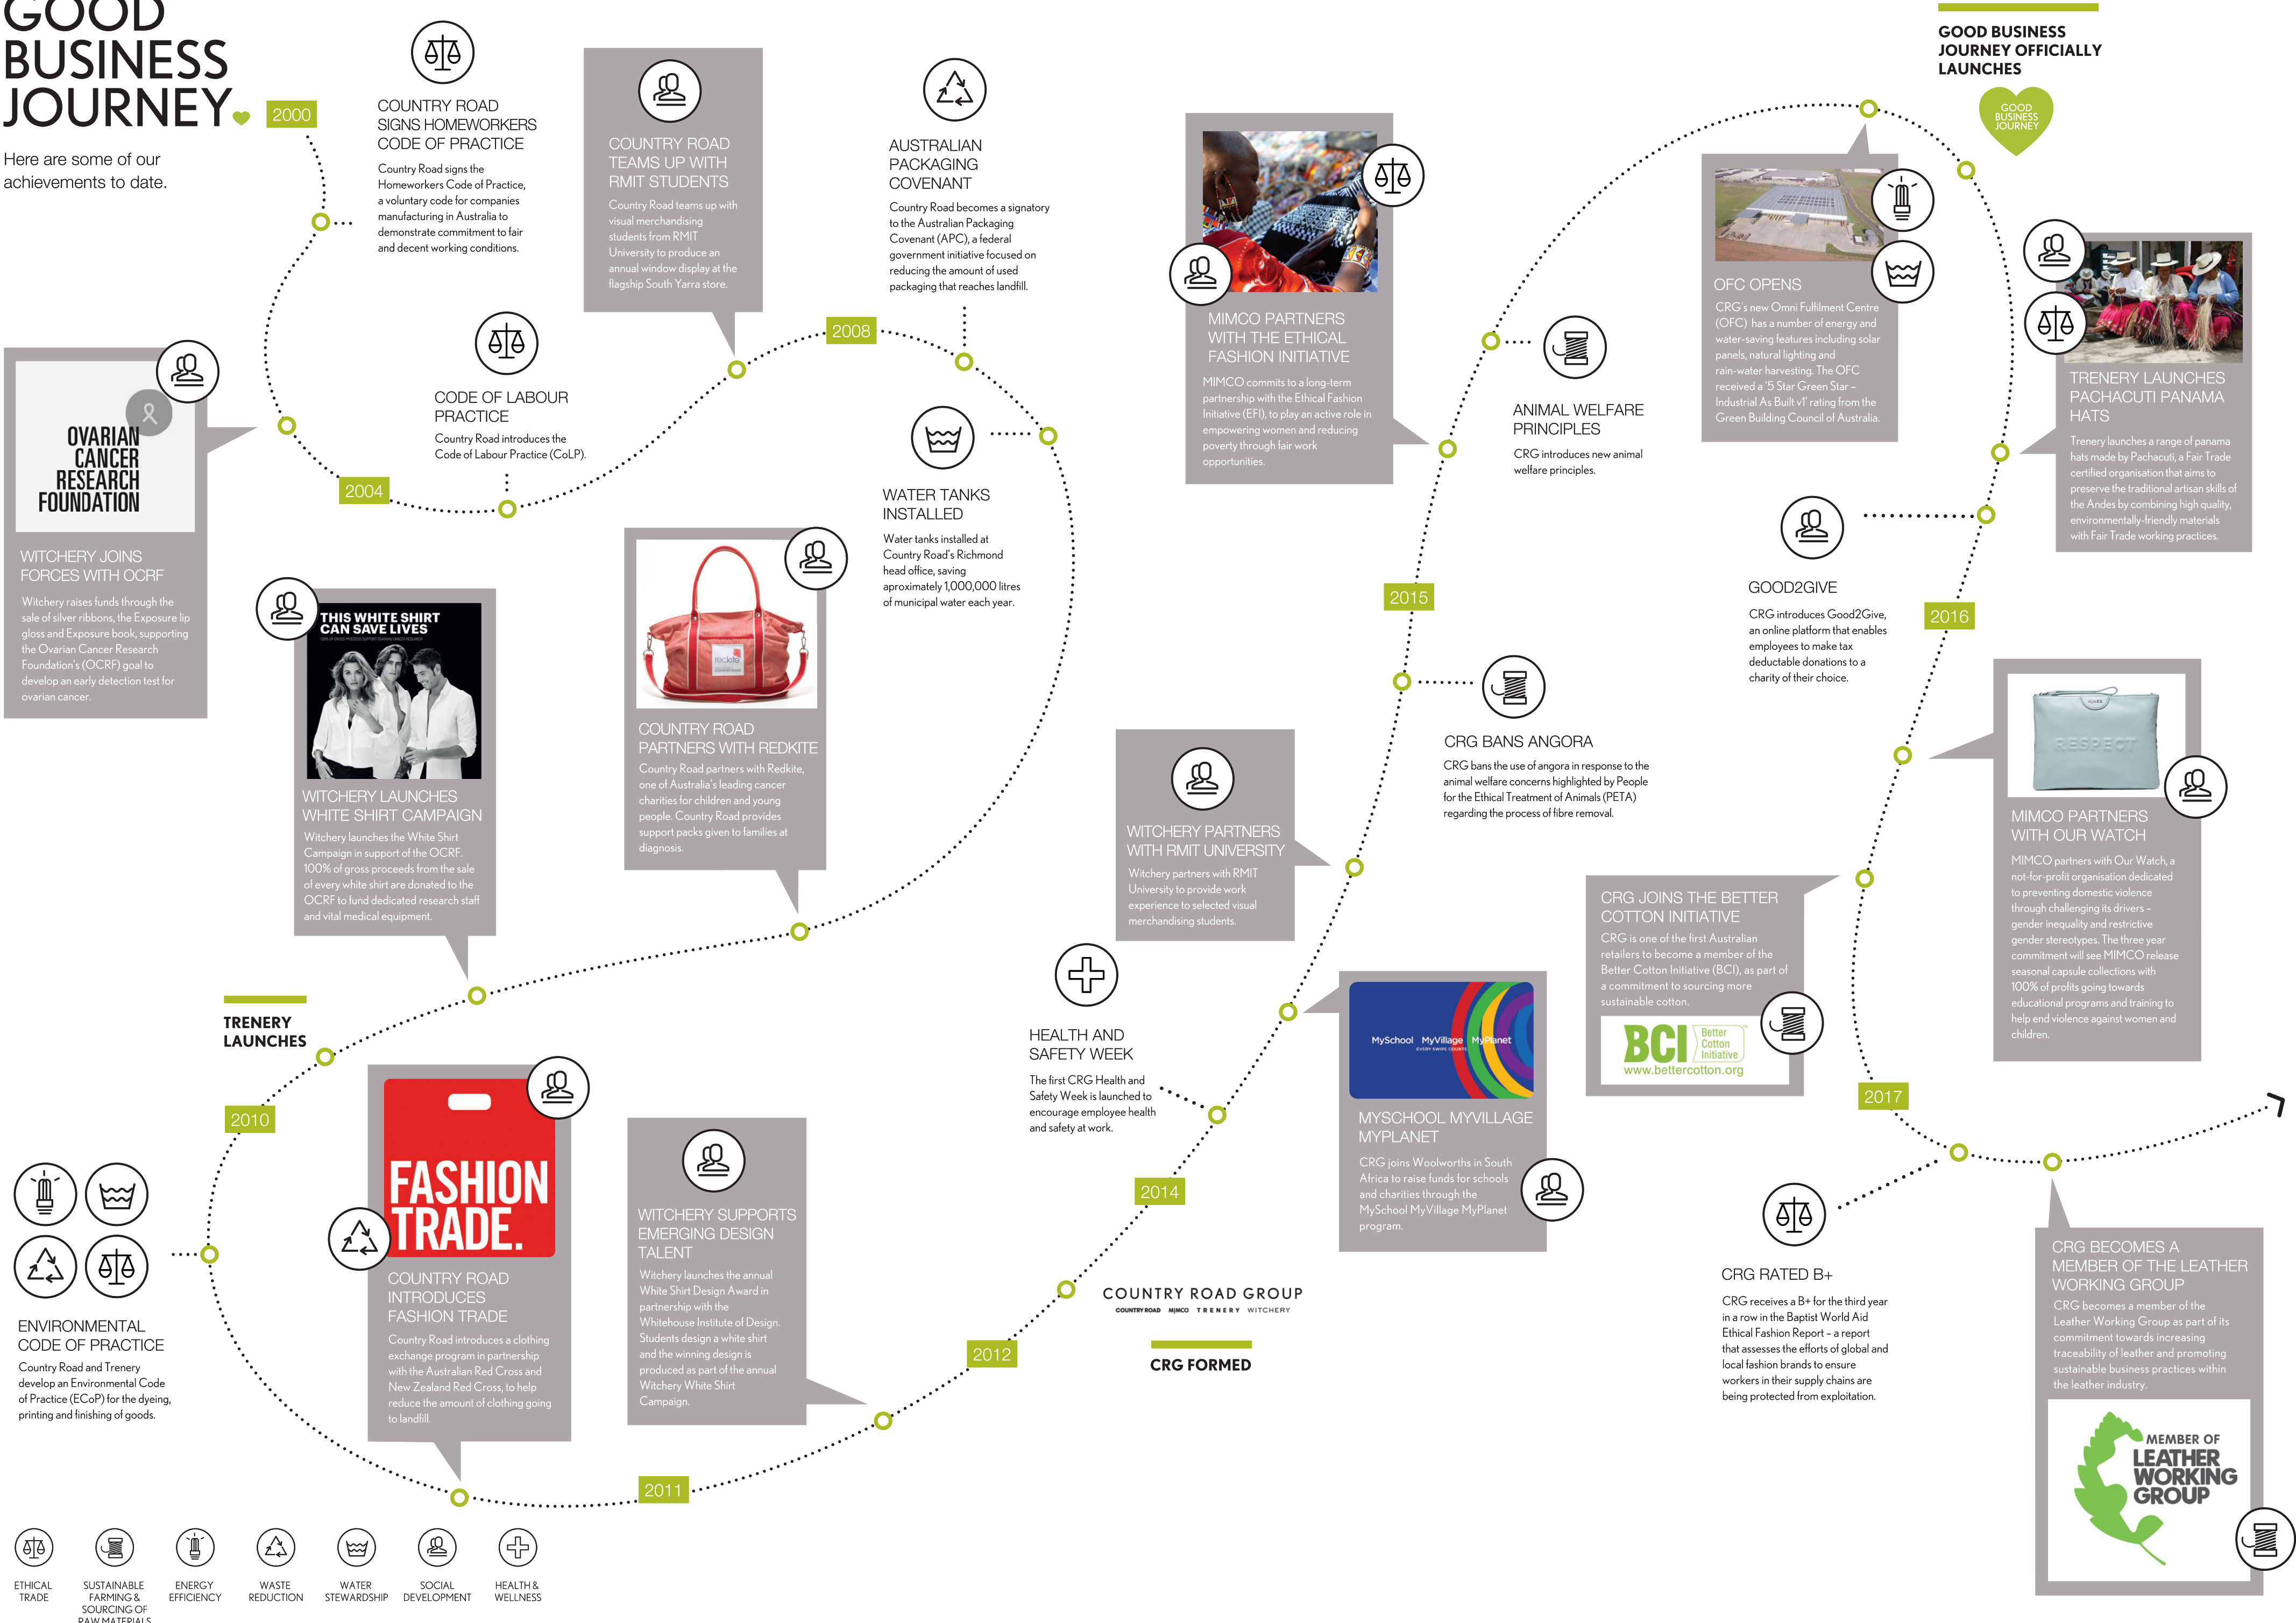 GOOD
BUSINESS
JOURNEY
Here are some of our
achievements to date.
2000
COUNTRY ROAD
SIGNS HOMEWORKERS
CODE OF PRACTICE
Country Road signs the
Homeworkers Code of Practice,
a voluntary code for companies
manufacturing in Australia to
demonstrate commitment to fair
and decent working conditions.
OVARIAN
CANCER
RESEARCH
FOUNDATION
WITCHERY JOINS
FORCES WITH OCRF
Witchery raises funds through the
sale of silver ribbons, the Exposure lip
gloss and Exposure book, supporting
the Ovarian Cancer Research
Foundation's (OCRF) goal to
develop an early detection test for
ovarian cancer.
2004
CODE OF LABOUR
PRACTICE
Country Road introduces the
Code of Labour Practice (CoLP).
COUNTRY ROAD
TEAMS UP WITH
RMIT STUDENTS
Country Road teams up with
visual merchandising
students from RMIT
University to produce an
annual window display at the
flagship South Yarra store.
2008
AUSTRALIAN
PACKAGING
COVENANT
Country Road becomes a signatory
to the Australian Packaging
Covenant (APC), a federal
government initiative focused on
reducing the amount of used
packaging that reaches landfill.
WATER TANKS
INSTALLED
Water tanks installed at
Country Road's Richmond
head office, saving
aproximately 1,000,000 litres
of municipal water each year.
redkite
COUNTRY ROAD
PARTNERS WITH REDKITE
Country Road partners with Redkite,
one of Australia's leading cancer
charities for children and young
people. Country Road provides
support packs given to families at
diagnosis.
THIS WHITE SHIRT
CAN SAVE LIVES
100% OF GROSS PROCEEDS SUPPORT OVARIAN CANCER RESEARCH
WITCHERY LAUNCHES
WHITE SHIRT CAMPAIGN
Witchery launches the White Shirt
Campaign in support of the OCRF.
100% of gross proceeds from the sale
of every white shirt are donated to the
OCRF to fund dedicated research staff
and vital medical equipment.
TRENERY
LAUNCHES
2010
ENVIRONMENTAL
CODE OF PRACTICE
Country Road and Trenery
develop an Environmental Code
of Practice (ECoP) for the dyeing,
printing and finishing of goods.
FASHION
TRADE.
COUNTRY ROAD
INTRODUCES
FASHION TRADE
Country Road introduces a clothing
exchange program in partnership
with the Australian Red Cross and
New Zealand Red Cross, to help
reduce the amount of clothing going
to landfill.
2011
WITCHERY SUPPORTS
EMERGING DESIGN
TALENT
Witchery launches the annual
White Shirt Design Award in
partnership with the
Whitehouse Institute of Design.
Students design a white shirt
and the winning design is
produced as part of the annual
Witchery White Shirt
Campaign.
2012
COUNTRY ROAD GROUP
COUNTRY ROAD MIMCO TRENERY WITCHERY
CRG FORMED
2014
HEALTH AND
SAFETY WEEK
The first CRG Health and
Safety Week is launched to
encourage employee health
and safety at work.
MySchool MyVillage MyPlanet
EVERY SWIPE COUNTS
MYSCHOOL MYVILLAGE
MYPLANET
CRG joins Woolworths in South
Africa to raise funds for schools
and charities through the
MySchool MyVillage MyPlanet
program.
WITCHERY PARTNERS
WITH RMIT UNIVERSITY
Witchery partners with RMIT
University to provide work
experience to selected visual
merchandising students.
CRG BANS ANGORA
CRG bans the use of angora in response to the
animal welfare concerns highlighted by People
for the Ethical Treatment of Animals (PETA)
regarding the process of fibre removal.
2015
MIMCO PARTNERS
WITH THE ETHICAL
FASHION INITIATIVE
MIMCO commits to a long-term
partnership with the Ethical Fashion
Initiative (EFI), to play an active role in
empowering women and reducing
poverty through fair work
opportunities.
ANIMAL WELFARE
PRINCIPLES
CRG introduces new animal
welfare principles.
OFC OPENS
CRG's new Omni Fulfilment Centre
(OFC) has a number of energy and
water-saving features including solar
panels, natural lighting and
rain-water harvesting. The OFC
received a '5 Star Green Star –
Industrial As Built v1' rating from the
Green Building Council of Australia.
GOOD BUSINESS
JOURNEY OFFICIALLY
LAUNCHES
GOOD
BUSINESS
JOURNEY
TRENERY LAUNCHES
PACHACUTI PANAMA
HATS
Trenery launches a range of panama
hats made by Pachacuti, a Fair Trade
certified organisation that aims to
preserve the traditional artisan skills of
the Andes by combining high quality,
environmentally-friendly materials
with Fair Trade working practices.
GOOD2GIVE
CRG introduces Good2Give,
an online platform that enables
employees to make tax
deductable donations to a
charity of their choice.
2016
RESPECT
MIMCO PARTNERS
WITH OUR WATCH
MIMCO partners with Our Watch, a
not-for-profit organisation dedicated
to preventing domestic violence
through challenging its drivers –
gender inequality and restrictive
gender stereotypes. The three year
commitment will see MIMCO release
seasonal capsule collections with
100% of profits going towards
educational programs and training to
help end violence against women and
children.
CRG JOINS THE BETTER
COTTON INITIATIVE
CRG is one of the first Australian
retailers to become a member of the
Better Cotton Initiative (BCI), as part of
a commitment to sourcing more
sustainable cotton.
BCI
Better
Cotton
Initiative
www.bettercotton.org
2017
CRG RATED B+
CRG receives a B+ for the third year
in a row in the Baptist World Aid
Ethical Fashion Report – a report
that assesses the efforts of global and
local fashion brands to ensure
workers in their supply chains are
being protected from exploitation.
CRG BECOMES A
MEMBER OF THE LEATHER
WORKING GROUP
CRG becomes a member of the
Leather Working Group as part of its
commitment towards increasing
traceability of leather and promoting
sustainable business practices within
the leather industry.
MEMBER OF
LEATHER
WORKING
GROUP
ETHICAL
TRADE
SUSTAINABLE
FARMING &
SOURCING OF
RAW MATERIALS
ENERGY
EFFICIENCY
WASTE
REDUCTION
WATER
STEWARDSHIP
SOCIAL
DEVELOPMENT
HEALTH &
WELLNESS